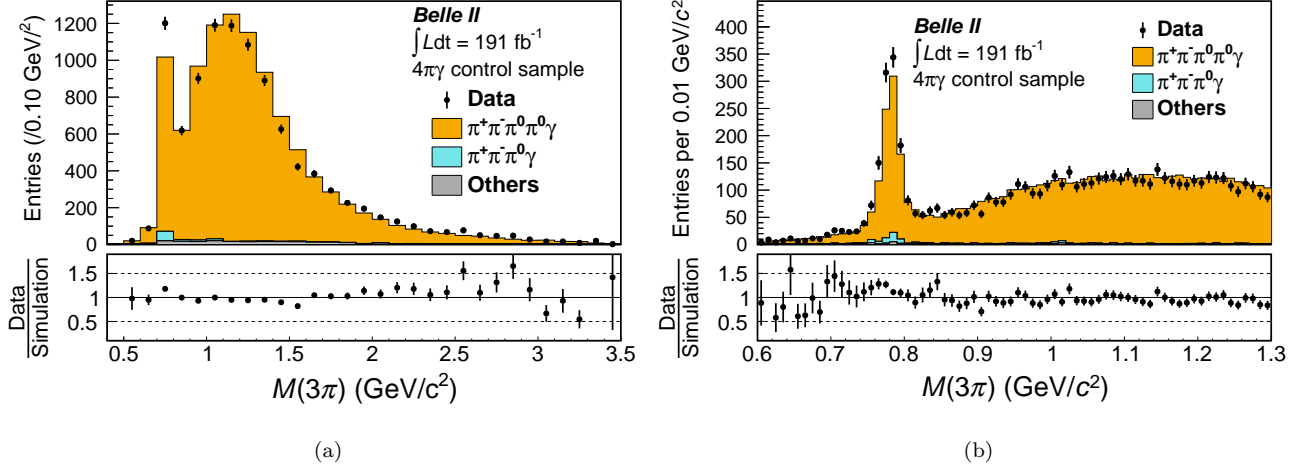 Entries (/0.10 GeV/²)
1200
1000
800
600
400
200
0
Belle II
∫Ldt = 191 fb⁻¹
4πγ control sample
Data
π⁺π⁻π⁰π⁰γ
π⁺π⁻π⁰γ
Others
Data
Simulation
1.5
1
0.5
0.5 1 1.5 2 2.5 3 3.5
M(3π) (GeV/c²)
(a)
Entries per 0.01 GeV/c²
400
350
300
250
200
150
100
50
0
Belle II
∫Ldt = 191 fb⁻¹
4πγ control sample
Data
π⁺π⁻π⁰π⁰γ
π⁺π⁻π⁰γ
Others
Data
Simulation
1.5
1
0.5
0.6 0.7 0.8 0.9 1 1.1 1.2 1.3
M(3π) (GeV/c²)
(b)